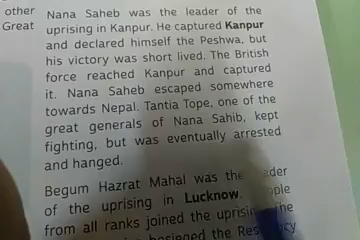 other
Great
Nana Saheb was the leader of the
uprising in Kanpur. He captured Kanpur
and declared himself the Peshwa, but
his victory was short lived. The British
force reached Kanpur and captured
it. Nana Saheb escaped somewhere
towards Nepal. Tantia Tope, one of the
great generals of Nana Sahib, kept
fighting, but was eventually arrested
and hanged.
Begum Hazrat Mahal was the
of the uprising in Lucknow.
from all ranks joined the
besieged the